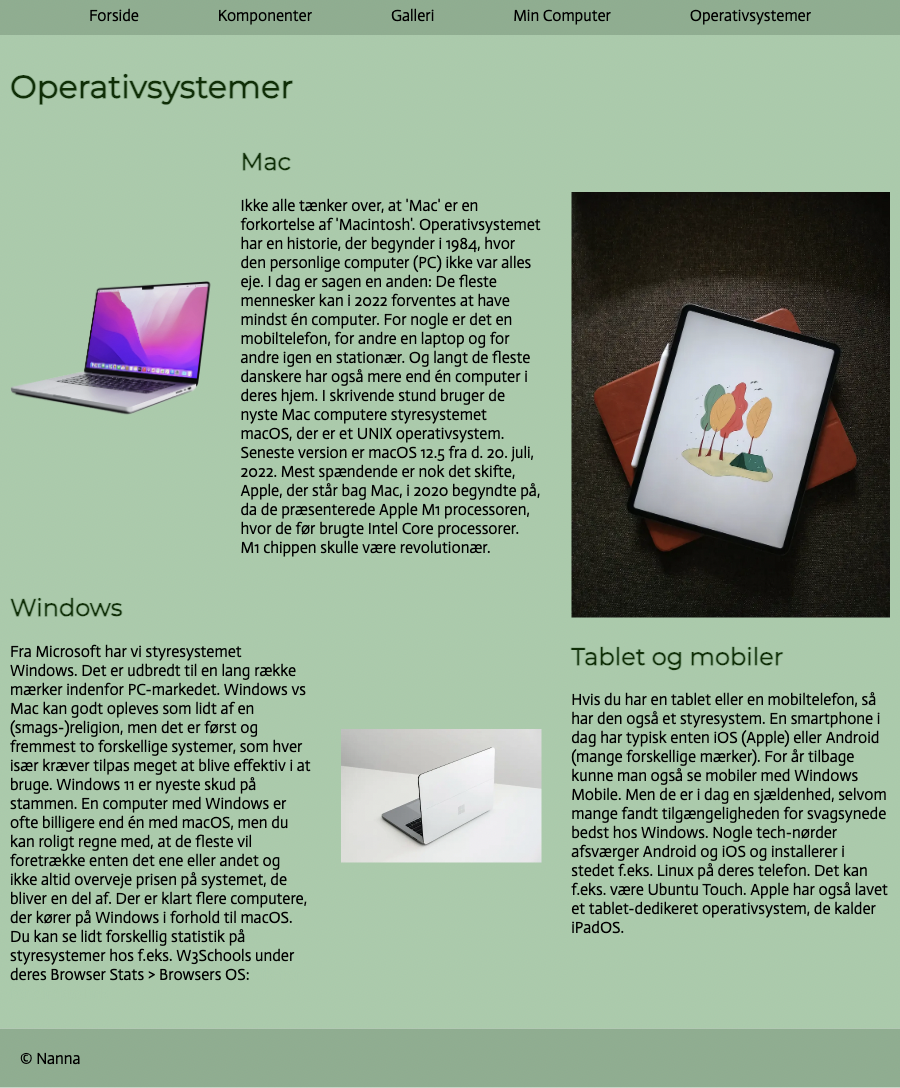 Forside Komponenter Galleri Min Computer Operativsystemer
Operativsystemer
Mac
Ikke alle tænker over, at 'Mac' er en
forkortelse af 'Macintosh'. Operativsystemet
har en historie, der begynder i 1984, hvor
den personlige computer (PC) ikke var alles
eje. I dag er sagen en anden: De fleste
mennesker kan i 2022 forventes at have
mindst én computer. For nogle er det en
mobiltelefon, for andre en laptop og for
andre igen en stationær. Og langt de fleste
danskere har også mere end én computer i
deres hjem. I skrivende stund bruger de
nyste Mac computere styresystemet
macOS, der er et UNIX operativsystem.
Seneste version er macOS 12.5 fra d. 20. juli,
2022. Mest spændende er nok det skifte,
Apple, der står bag Mac, i 2020 begyndte på,
da de præsenterede Apple M1 processoren,
hvor de før brugte Intel Core processorer.
M1 chippen skulle være revolutionær.
Windows
Fra Microsoft har vi styresystemet
Windows. Det er udbredt til en lang række
mærker indenfor PC-markedet. Windows vs
Mac kan godt opleves som lidt af en
(smags-)religion, men det er først og
fremmest to forskellige systemer, som hver
især kræver tilpas meget at blive effektiv i at
bruge. Windows 11 er nyeste skud på
stammen. En computer med Windows er
ofte billigere end én med macOS, men du
kan roligt regne med, at de fleste vil
foretrække enten det ene eller andet og
ikke altid overveje prisen på systemet, de
bliver en del af. Der er klart flere computere,
der kører på Windows i forhold til macOS.
Du kan se lidt forskellig statistik på
styresystemer hos f.eks. W3Schools under
deres Browser Stats > Browsers OS:
Tablet og mobiler
Hvis du har en tablet eller en mobiltelefon, så
har den også et styresystem. En smartphone i
dag har typisk enten iOS (Apple) eller Android
(mange forskellige mærker). For år tilbage
kunne man også se mobiler med Windows
Mobile. Men de er i dag en sjældenhed, selvom
mange fandt tilgængeligheden for svagsynede
bedst hos Windows. Nogle tech-nørder
afsværger Android og iOS og installerer i
stedet f.eks. Linux på deres telefon. Det kan
f.eks. være Ubuntu Touch. Apple har også lavet
et tablet-dedikeret operativsystem, de kalder
iPadOS.
© Nanna